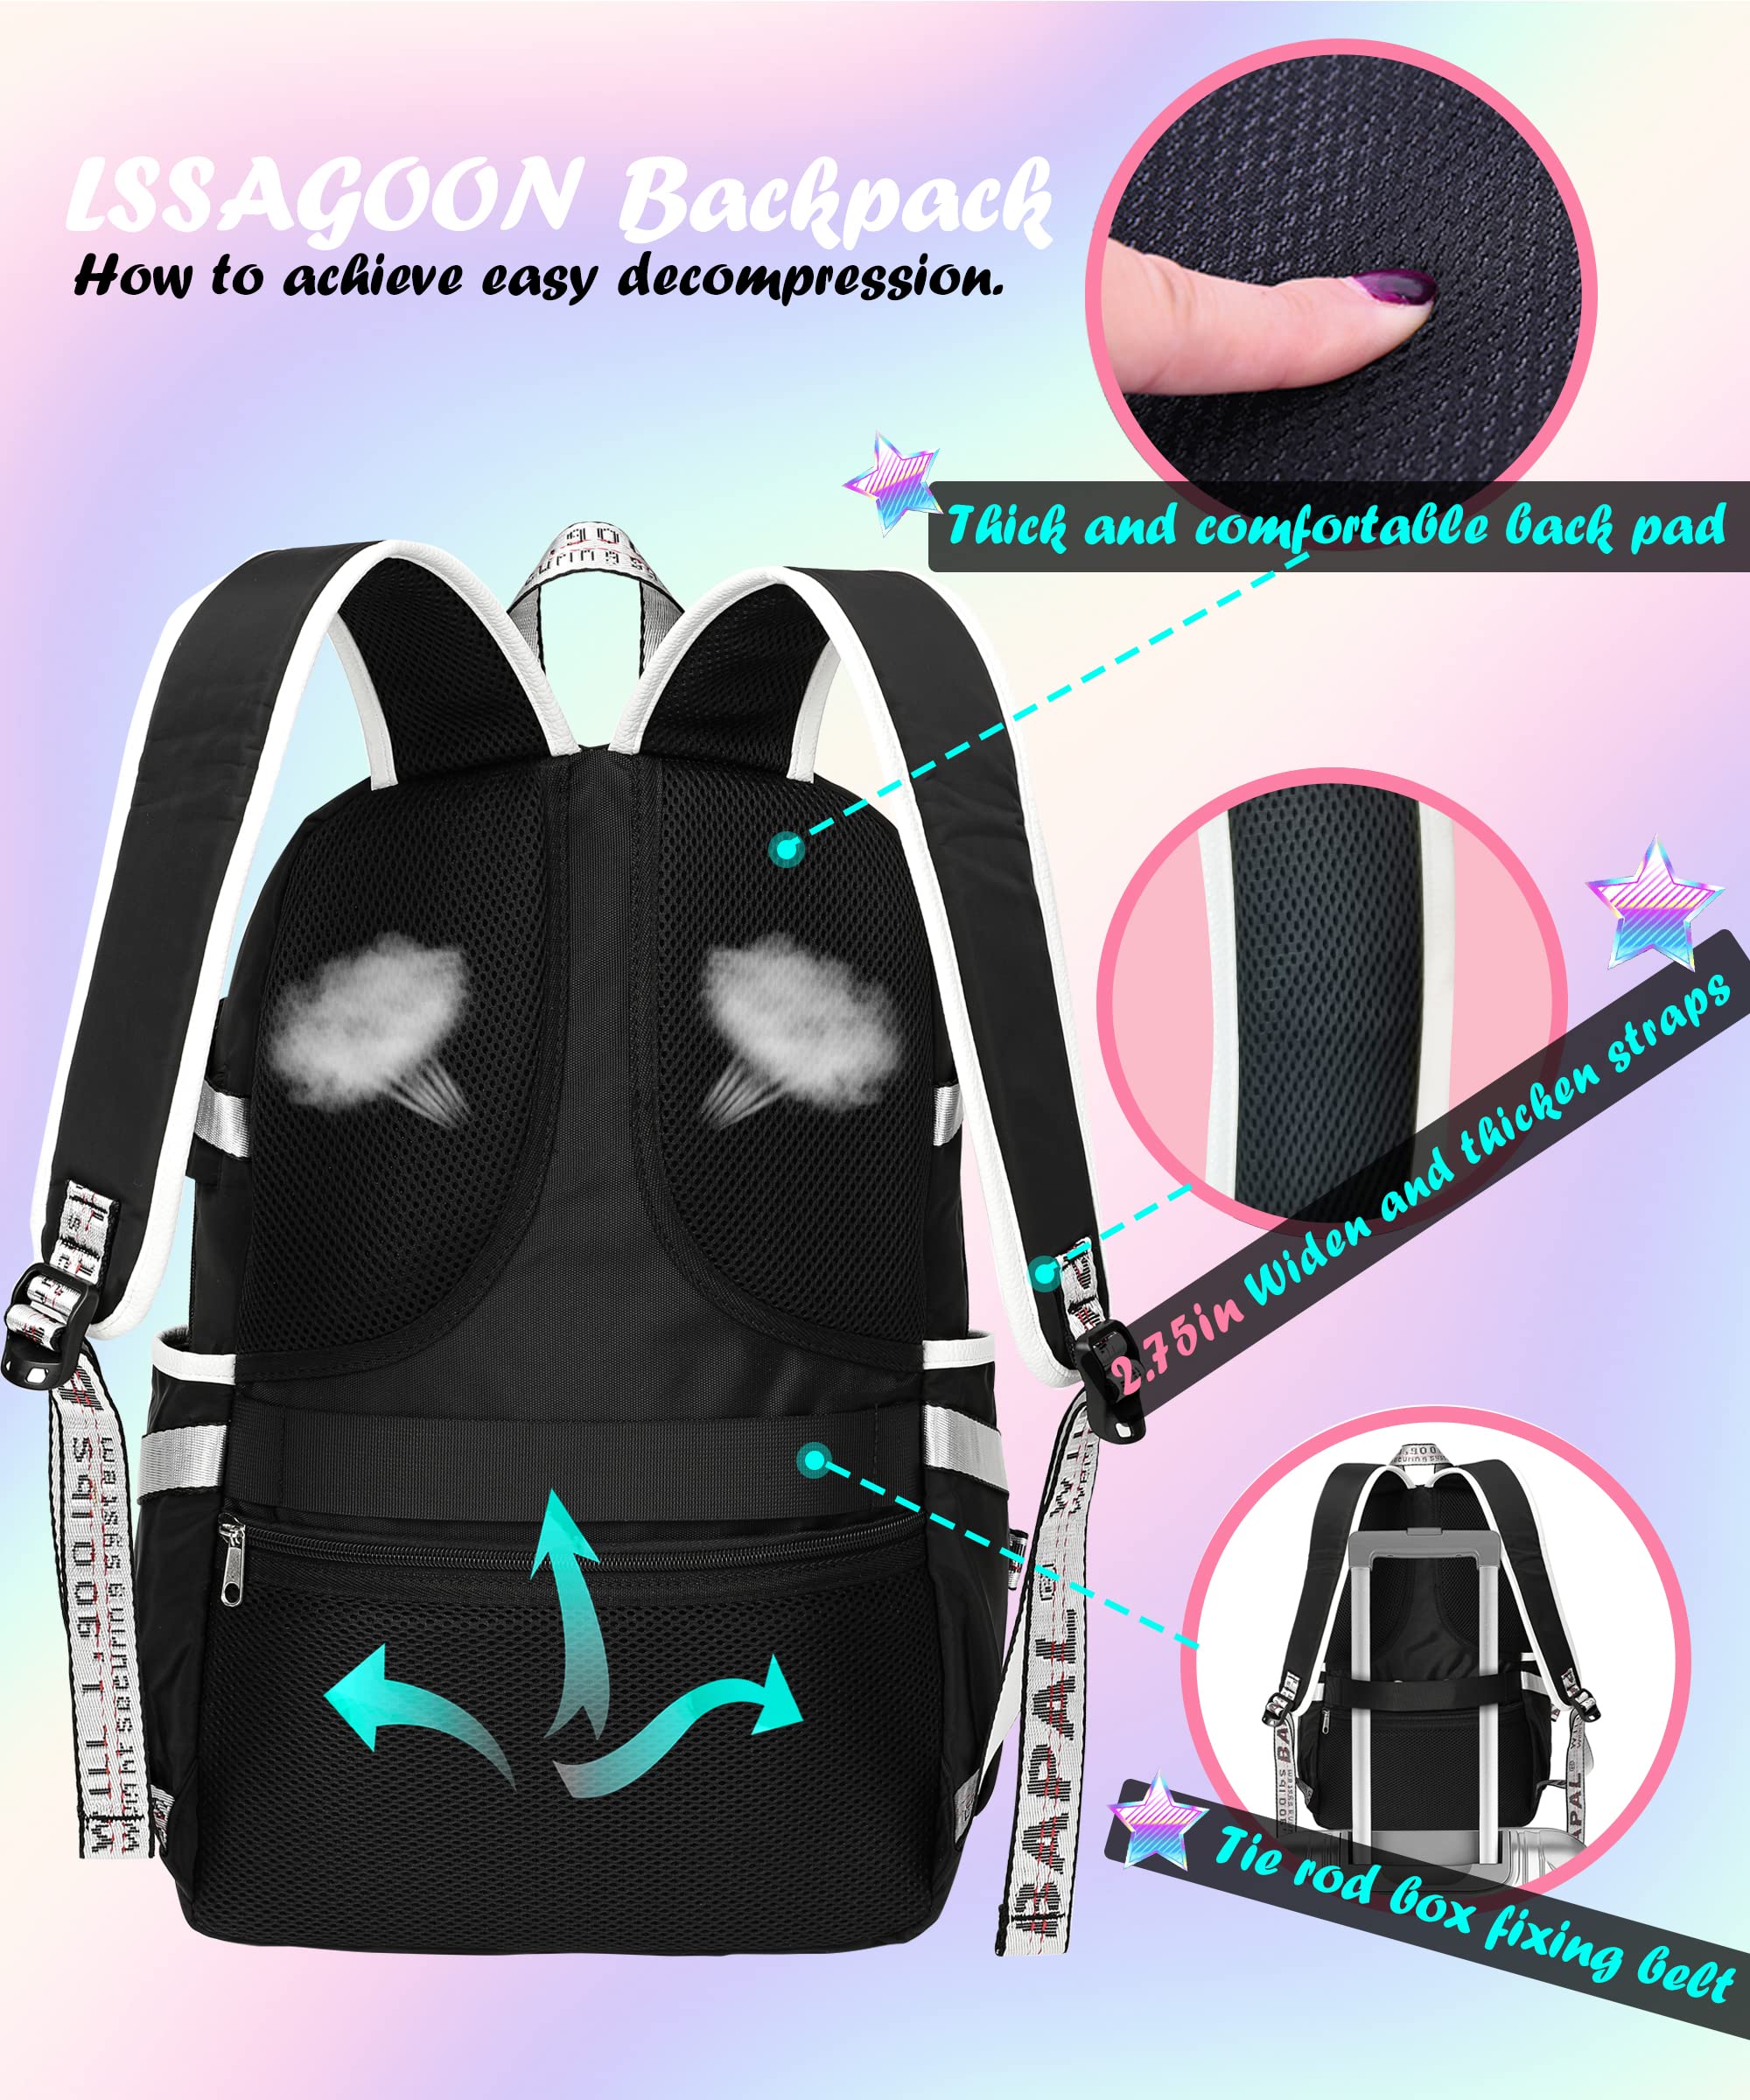 LSSAGOON Backpack
How to achieve easy decompression.
Thick and comfortable back pad
2.75in Widen and thicken straps
Tie rod box fixing belt
BAPAL